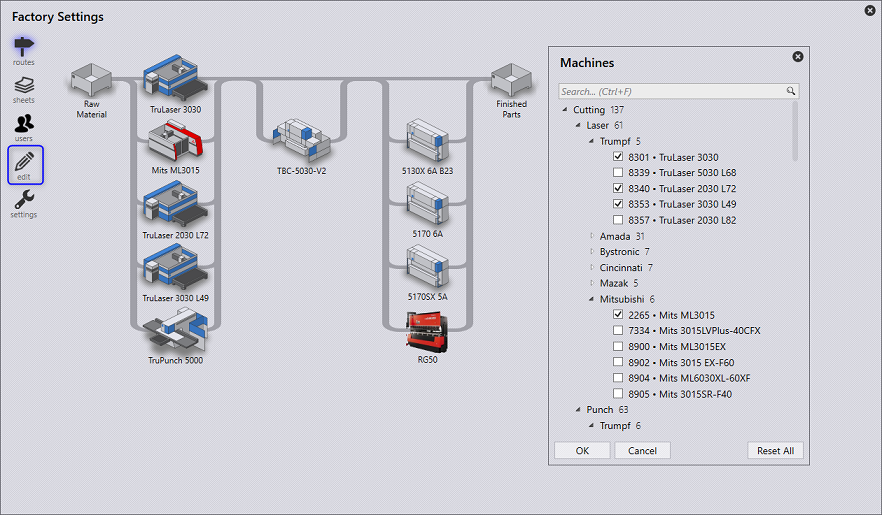 Factory Settings
routes
sheets
users
edit
settings
Raw
Material
TruLaser 3030
Mits ML3015
TruLaser 2030 L72
TruLaser 3030 L49
TruPunch 5000
TBC-5030-V2
5130X 6A B23
5170 6A
5170SX 5A
RG50
Finished
Parts
Machines
Search... (Ctrl+F)
Cutting 137
Laser 61
Trumpf 5
8301 • TruLaser 3030
8339 • TruLaser 5030 L68
8340 • TruLaser 2030 L72
8353 • TruLaser 3030 L49
8357 • TruLaser 2030 L82
Amada 31
Bystronic 7
Cincinnati 7
Mazak 5
Mitsubishi 6
2265 • Mits ML3015
7334 • Mits 3015LVPlus-40CFX
8900 • Mits ML3015EX
8902 • Mits 3015 EX-F60
8904 • Mits ML6030XL-60XF
8905 • Mits 3015SR-F40
Punch 63
Trumpf 6
OK
Cancel
Reset All